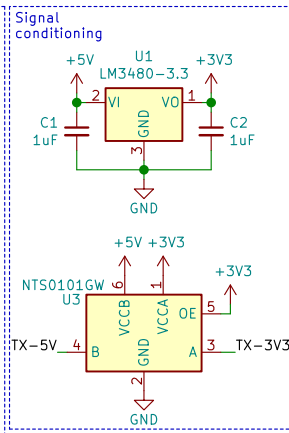 Signal
conditioning
+5V
U1
+3V3
LM3480-3.3
2
VI
VO
1
C1
1uF
GND
3
C2
1uF
GND
+5V
+3V3
+3V3
NTS0101GW
U3
6
VCCB
1
VCCA
OE
5
TX-5V
4
B
GND
A
3
TX-3V3
2
GND